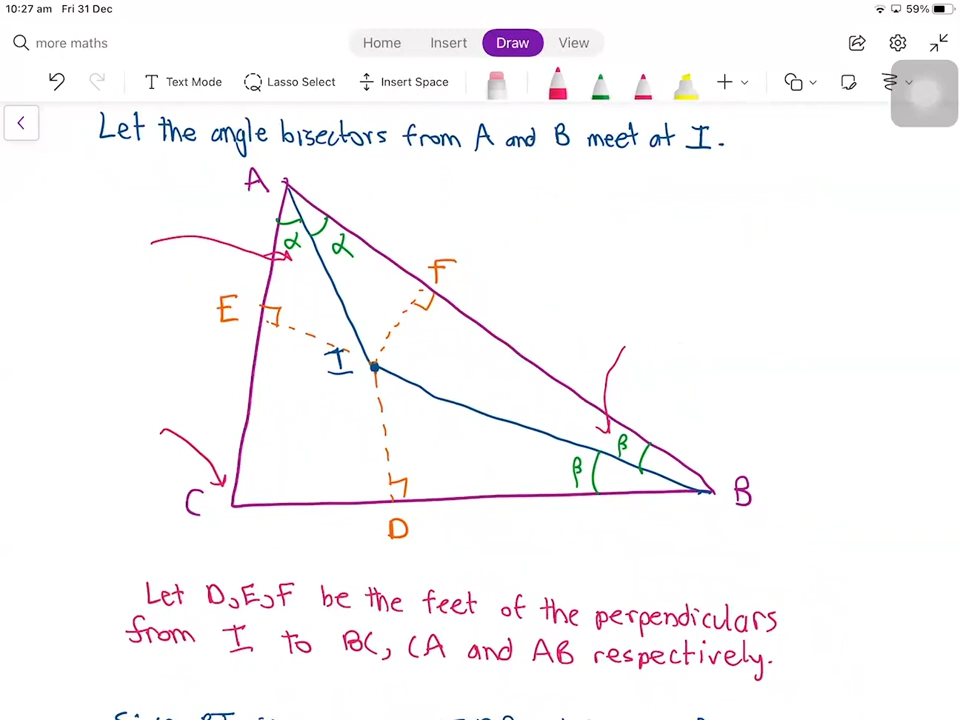 10:27 am Fri 31 Dec
59%
more maths
Home Insert Draw View
Text Mode Lasso Select Insert Space
Let the angle bisectors from A and B meet at I.
A
α α
F
E
I
β β
C B
D
Let D, E, F be the feet of the perpendiculars
from I to BC, CA and AB respectively.